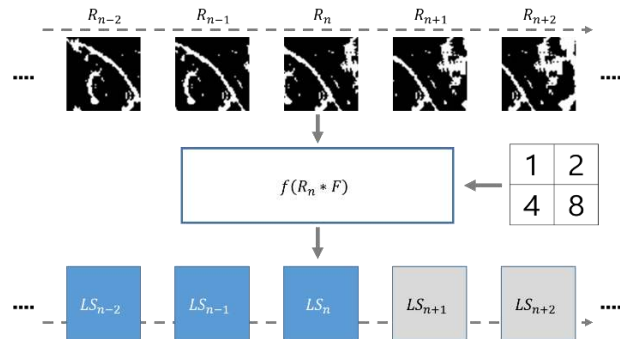 R_{n-2} R_{n-1} R_n R_{n+1} R_{n+2}
.... ....
f(R_n * F)
1 2
4 8
LS_{n-2} LS_{n-1} LS_n LS_{n+1} LS_{n+2}
.... ....